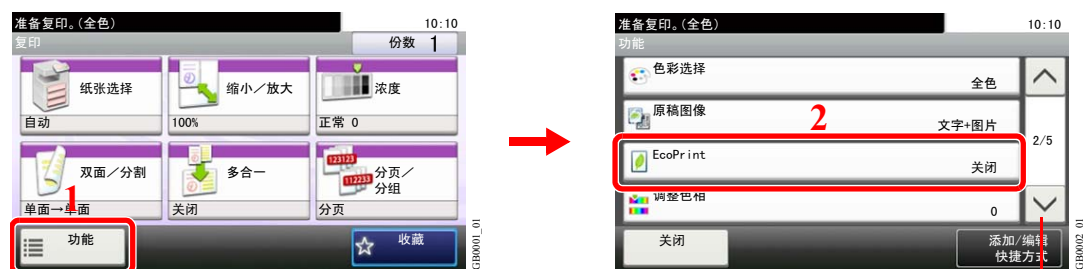 准备复印。(全色) 10:10
复印
份数 1
纸张选择
自动
缩小/放大
100%
浓度
正常 0
双面/分割
单面→单面
多合一
关闭
分页/
分组
分页
123123
112233
1
功能
收藏
GB0001_01
准备复印。(全色) 10:10
功能
色彩选择
全色
原稿图像
文字+图片
2
2/5
EcoPrint
关闭
调整色相
0
关闭
添加/编辑
快捷方式
GB0002_01